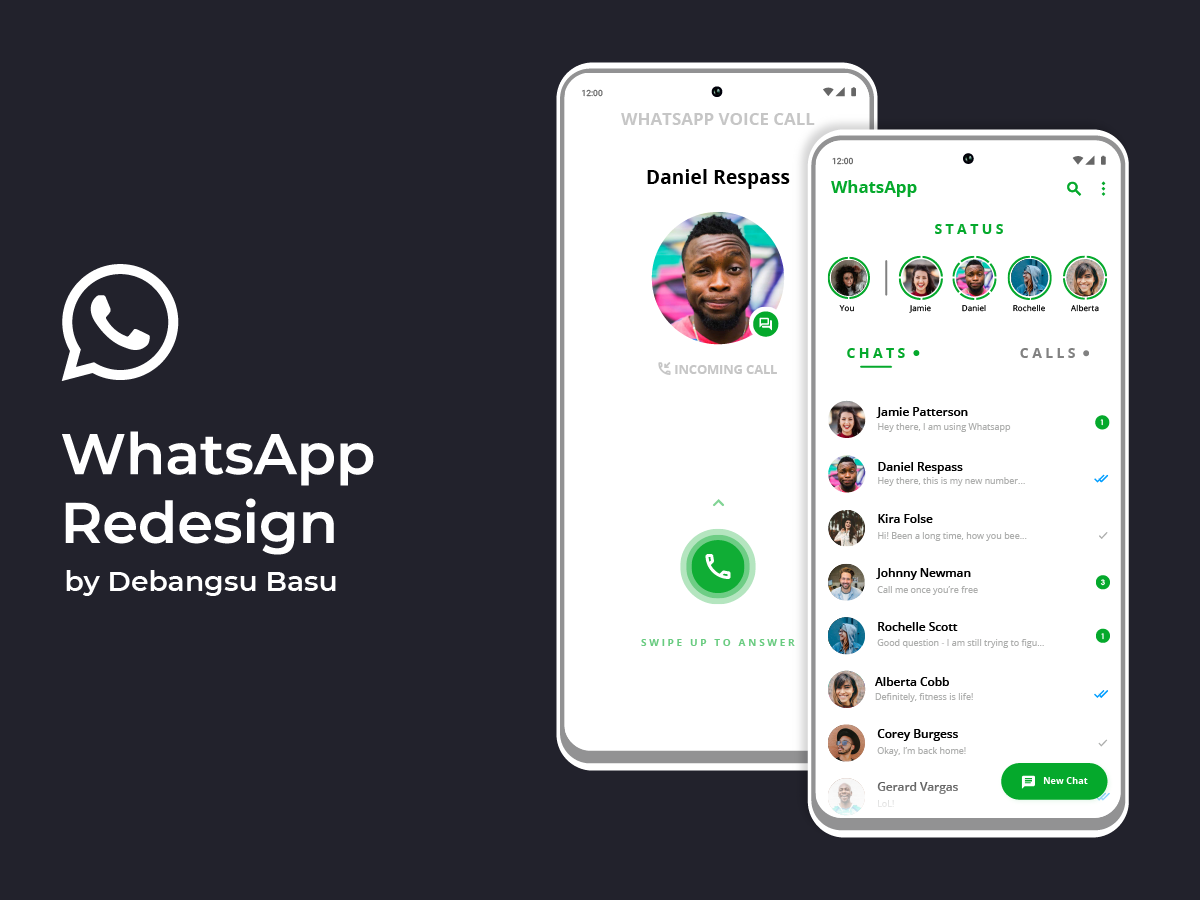 WhatsApp
Redesign
by Debangsu Basu
12:00
WHATSAPP VOICE CALL
Daniel Respass
INCOMING CALL
SWIPE UP TO ANSWER
12:00
WhatsApp
STATUS
You
Jamie
Daniel
Rochelle
Alberta
CHATS
CALLS
Jamie Patterson
Hey there, I am using Whatsapp
1
Daniel Respass
Hey there, this is my new number...
Kira Folse
Hi! Been a long time, how you bee...
Johnny Newman
Call me once you're free
3
Rochelle Scott
Good question - I am still trying to figu...
1
Alberta Cobb
Definitely, fitness is life!
Corey Burgess
Okay, I'm back home!
Gerard Vargas
LoL!
New Chat